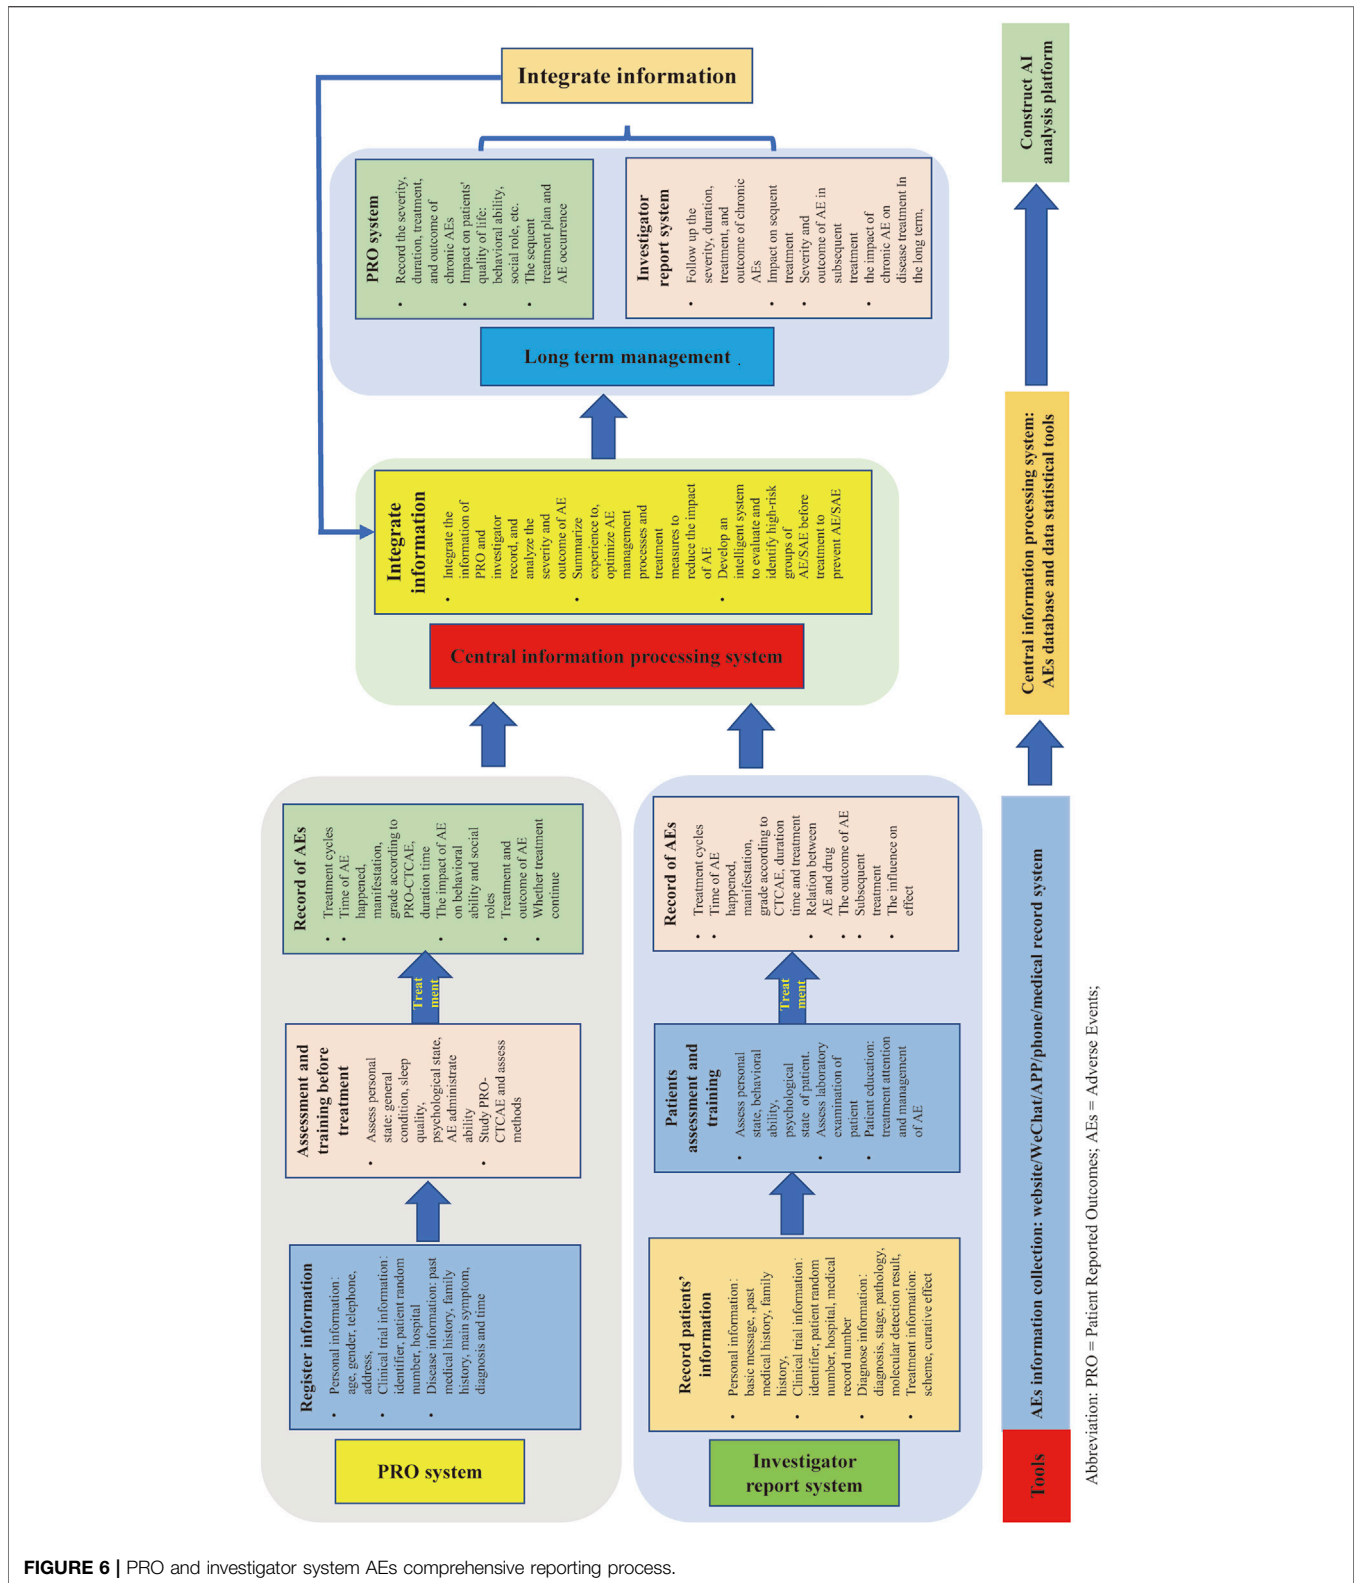 PRO system
Register information
• Personal information:
age, gender, telephone,
address,
• Clinical trial information:
identifier, patient random
number, hospital
• Disease information: past
medical history, family
history, main symptom,
diagnosis and time
Assessment and
training before
treatment
• Assess personal
state: general
condition, sleep
quality,
psychological state,
AE administrate
ability
• Study PRO-
CTCAE and assess
methods
Treat
ment
Record of AEs
• Treatment cycles
• Time of AE
happened,
manifestation,
grade according to
PRO-CTCAE,
duration time
• The impact of AE
on behavioral
ability and social
roles
• Treatment and
outcome of AE
• Whether treatment
continue
Investigator
report system
Record patients'
information
• Personal information:
basic message, ,past
medical history, family
history,
• Clinical trial information:
identifier, patient random
number, hospital, medical
record number
• Diagnose information:
diagnosis, stage, pathology,
molecular detection result,
• Treatment information:
scheme, curative effect
Patients
assessment and
training
• Assess personal
state, behavioral
ability,
psychological
state of patient.
• Assess laboratory
examination of
patient
• Patient education:
treatment attention
and management
of AE
Treat
ment
Record of AEs
• Treatment cycles
• Time of AE
happened,
manifestation,
grade according to
CTCAE, duration
time and treatment
• Relation between
AE and drug
• The outcome of AE
• Subsequent
treatment
• The influence on
effect
Central information processing system
Integrate
information
• Integrate the
information of
PRO and
investigator
record, and
analyze the
severity and
outcome of AE
• Summarize
experience to,
optimize AE
management
processes and
treatment
measures to
reduce the impact
of AE
• Develop an
intelligent system
to evaluate and
identify high-risk
groups of
AE/SAE before
treatment to
prevent AE/SAE
Long term management .
PRO system
• Record the severity,
duration, treatment,
and outcome of
chronic AEs
• Impact on patients'
quality of life:
behavioral ability,
social role, etc.
• The sequent
treatment plan and
AE occurrence
Investigator
report system
• Follow up the
severity, duration,
treatment, and
outcome of chronic
AEs
• Impact on sequent
treatment
• Severity and
outcome of AE in
subsequent
treatment
• the impact of
chronic AE on
disease treatment In
the long term,
Integrate information
Tools
AEs information collection: website/WeChat/APP/phone/medical record system
Central information processing system:
AEs database and data statistical tools
Construct AI
analysis platform
Abbreviation: PRO = Patient Reported Outcomes; AEs = Adverse Events;
FIGURE 6 | PRO and investigator system AEs comprehensive reporting process.